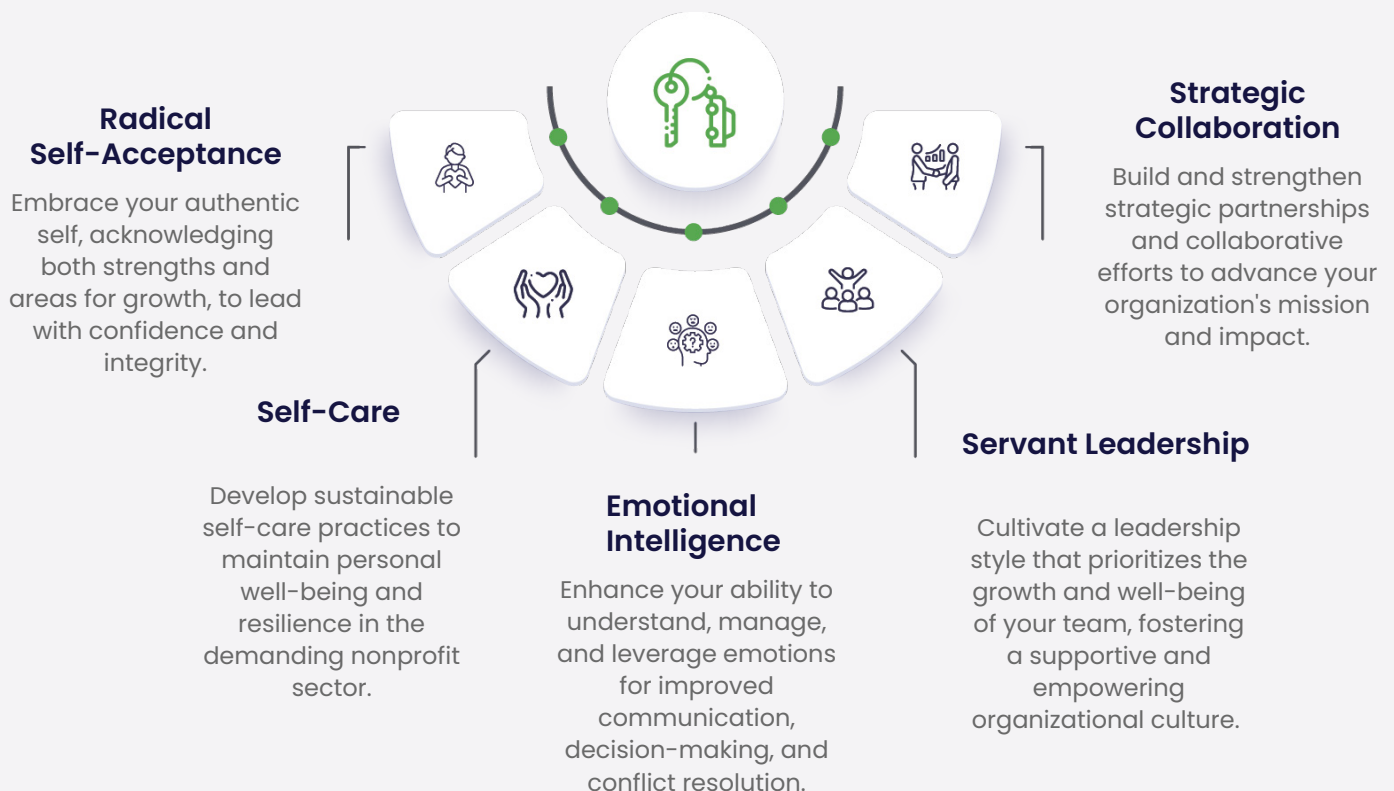 Radical
Self-Acceptance
Embrace your authentic
self, acknowledging
both strengths and
areas for growth, to lead
with confidence and
integrity.
Self-Care
Develop sustainable
self-care practices to
maintain personal
well-being and
resilience in the
demanding nonprofit
sector.
Emotional
Intelligence
Enhance your ability to
understand, manage,
and leverage emotions
for improved
communication,
decision-making, and
conflict resolution.
Servant Leadership
Cultivate a leadership
style that prioritizes the
growth and well-being
of your team, fostering
a supportive and
empowering
organizational culture.
Strategic
Collaboration
Build and strengthen
strategic partnerships
and collaborative
efforts to advance your
organization's mission
and impact.